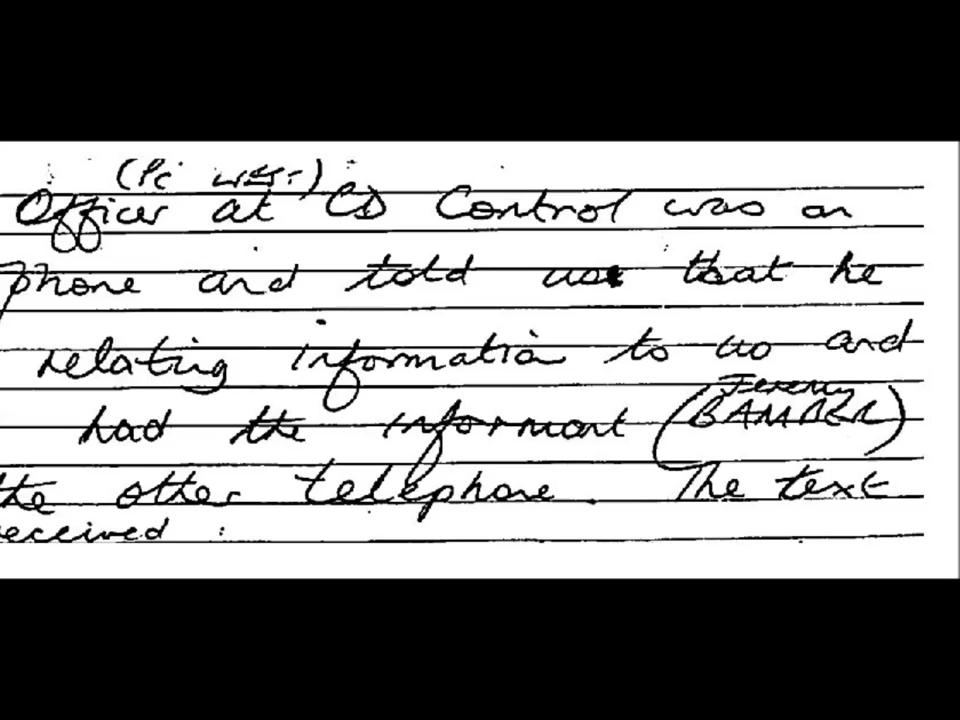 (Pc West)
Officer at CD Control was on
phone and told us that he
relating information to us and
Jeremy
had the informant (BAMBER)
the other telephone. The text
received :